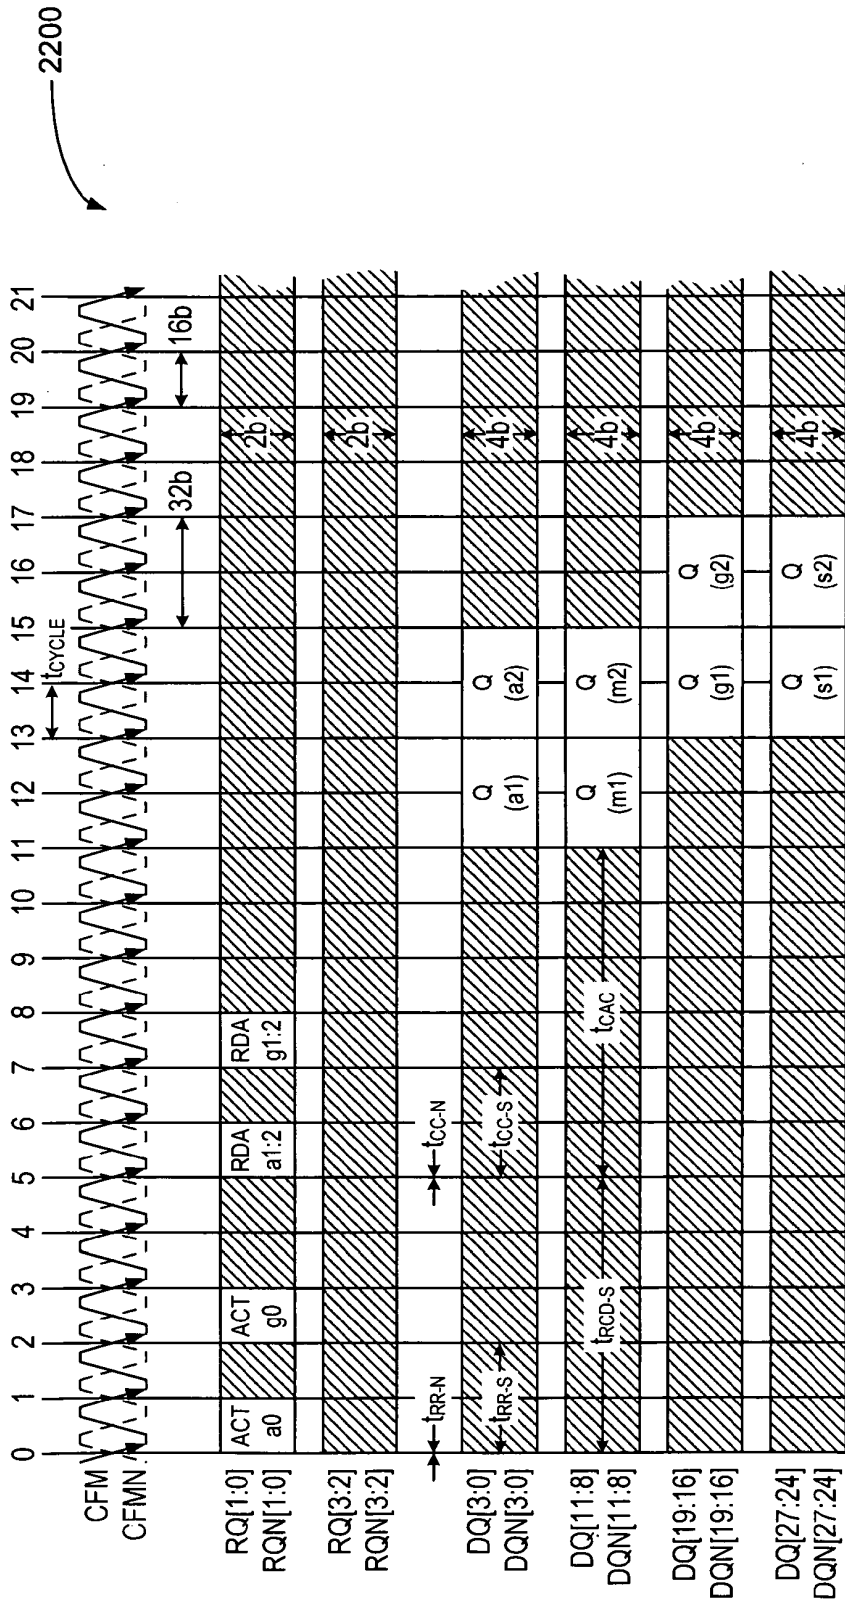 2200
0 1 2 3 4 5 6 7 8 9 10 11 12 13 14 15 16 17 18 19 20 21
CFM
CFMN
tCYCLE
32b
16b
RQ[1:0]
RQN[1:0]
ACT
a0
ACT
g0
RDA
a1:2
RDA
g1:2
2b
RQ[3:2]
RQN[3:2]
2b
tRR-N
tCC-N
DQ[3:0]
DQN[3:0]
tRR-S
tCC-S
Q
(a1)
Q
(a2)
4b
DQ[11:8]
DQN[11:8]
tRCD-S
tCAC
Q
(m1)
Q
(m2)
4b
DQ[19:16]
DQN[19:16]
Q
(g1)
Q
(g2)
4b
DQ[27:24]
DQN[27:24]
Q
(s1)
Q
(s2)
4b